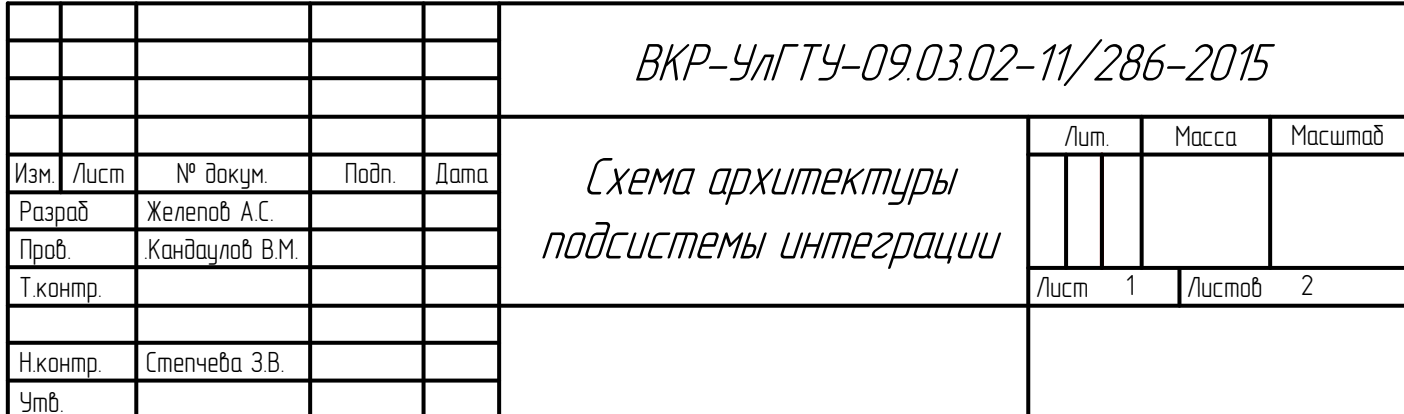 ВКР-УлГТУ-09.03.02-11/286-2015
Лит. Масса Масштаб
Изм. Лист № докум. Подп. Дата
Схема архитектуры
подсистемы интеграции
Разраб Желепов А.С.
Пров. .Кандаулов В.М.
Т.контр.
Лист 1 Листов 2
Н.контр. Степчева З.В.
Утв.